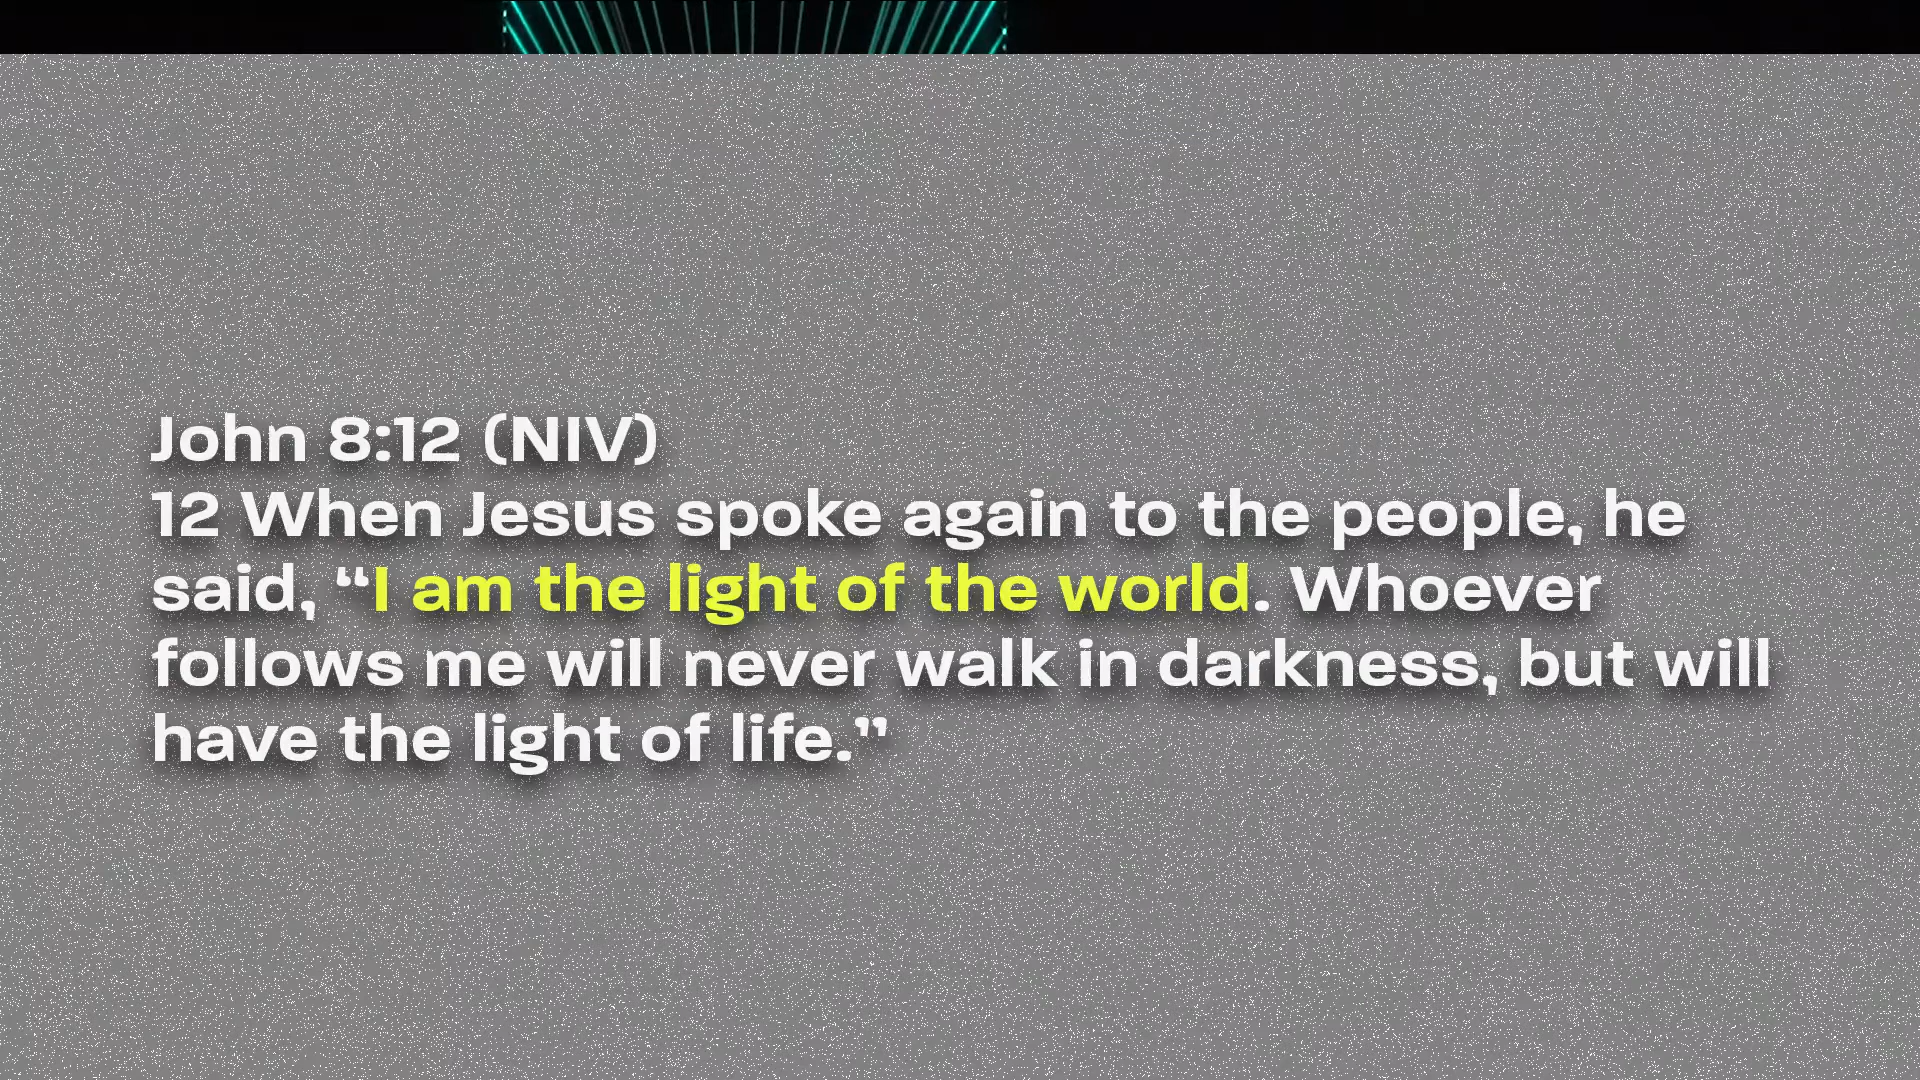 John 8:12 (NIV)
12 When Jesus spoke again to the people, he
said, “I am the light of the world. Whoever
follows me will never walk in darkness, but will
have the light of life.”